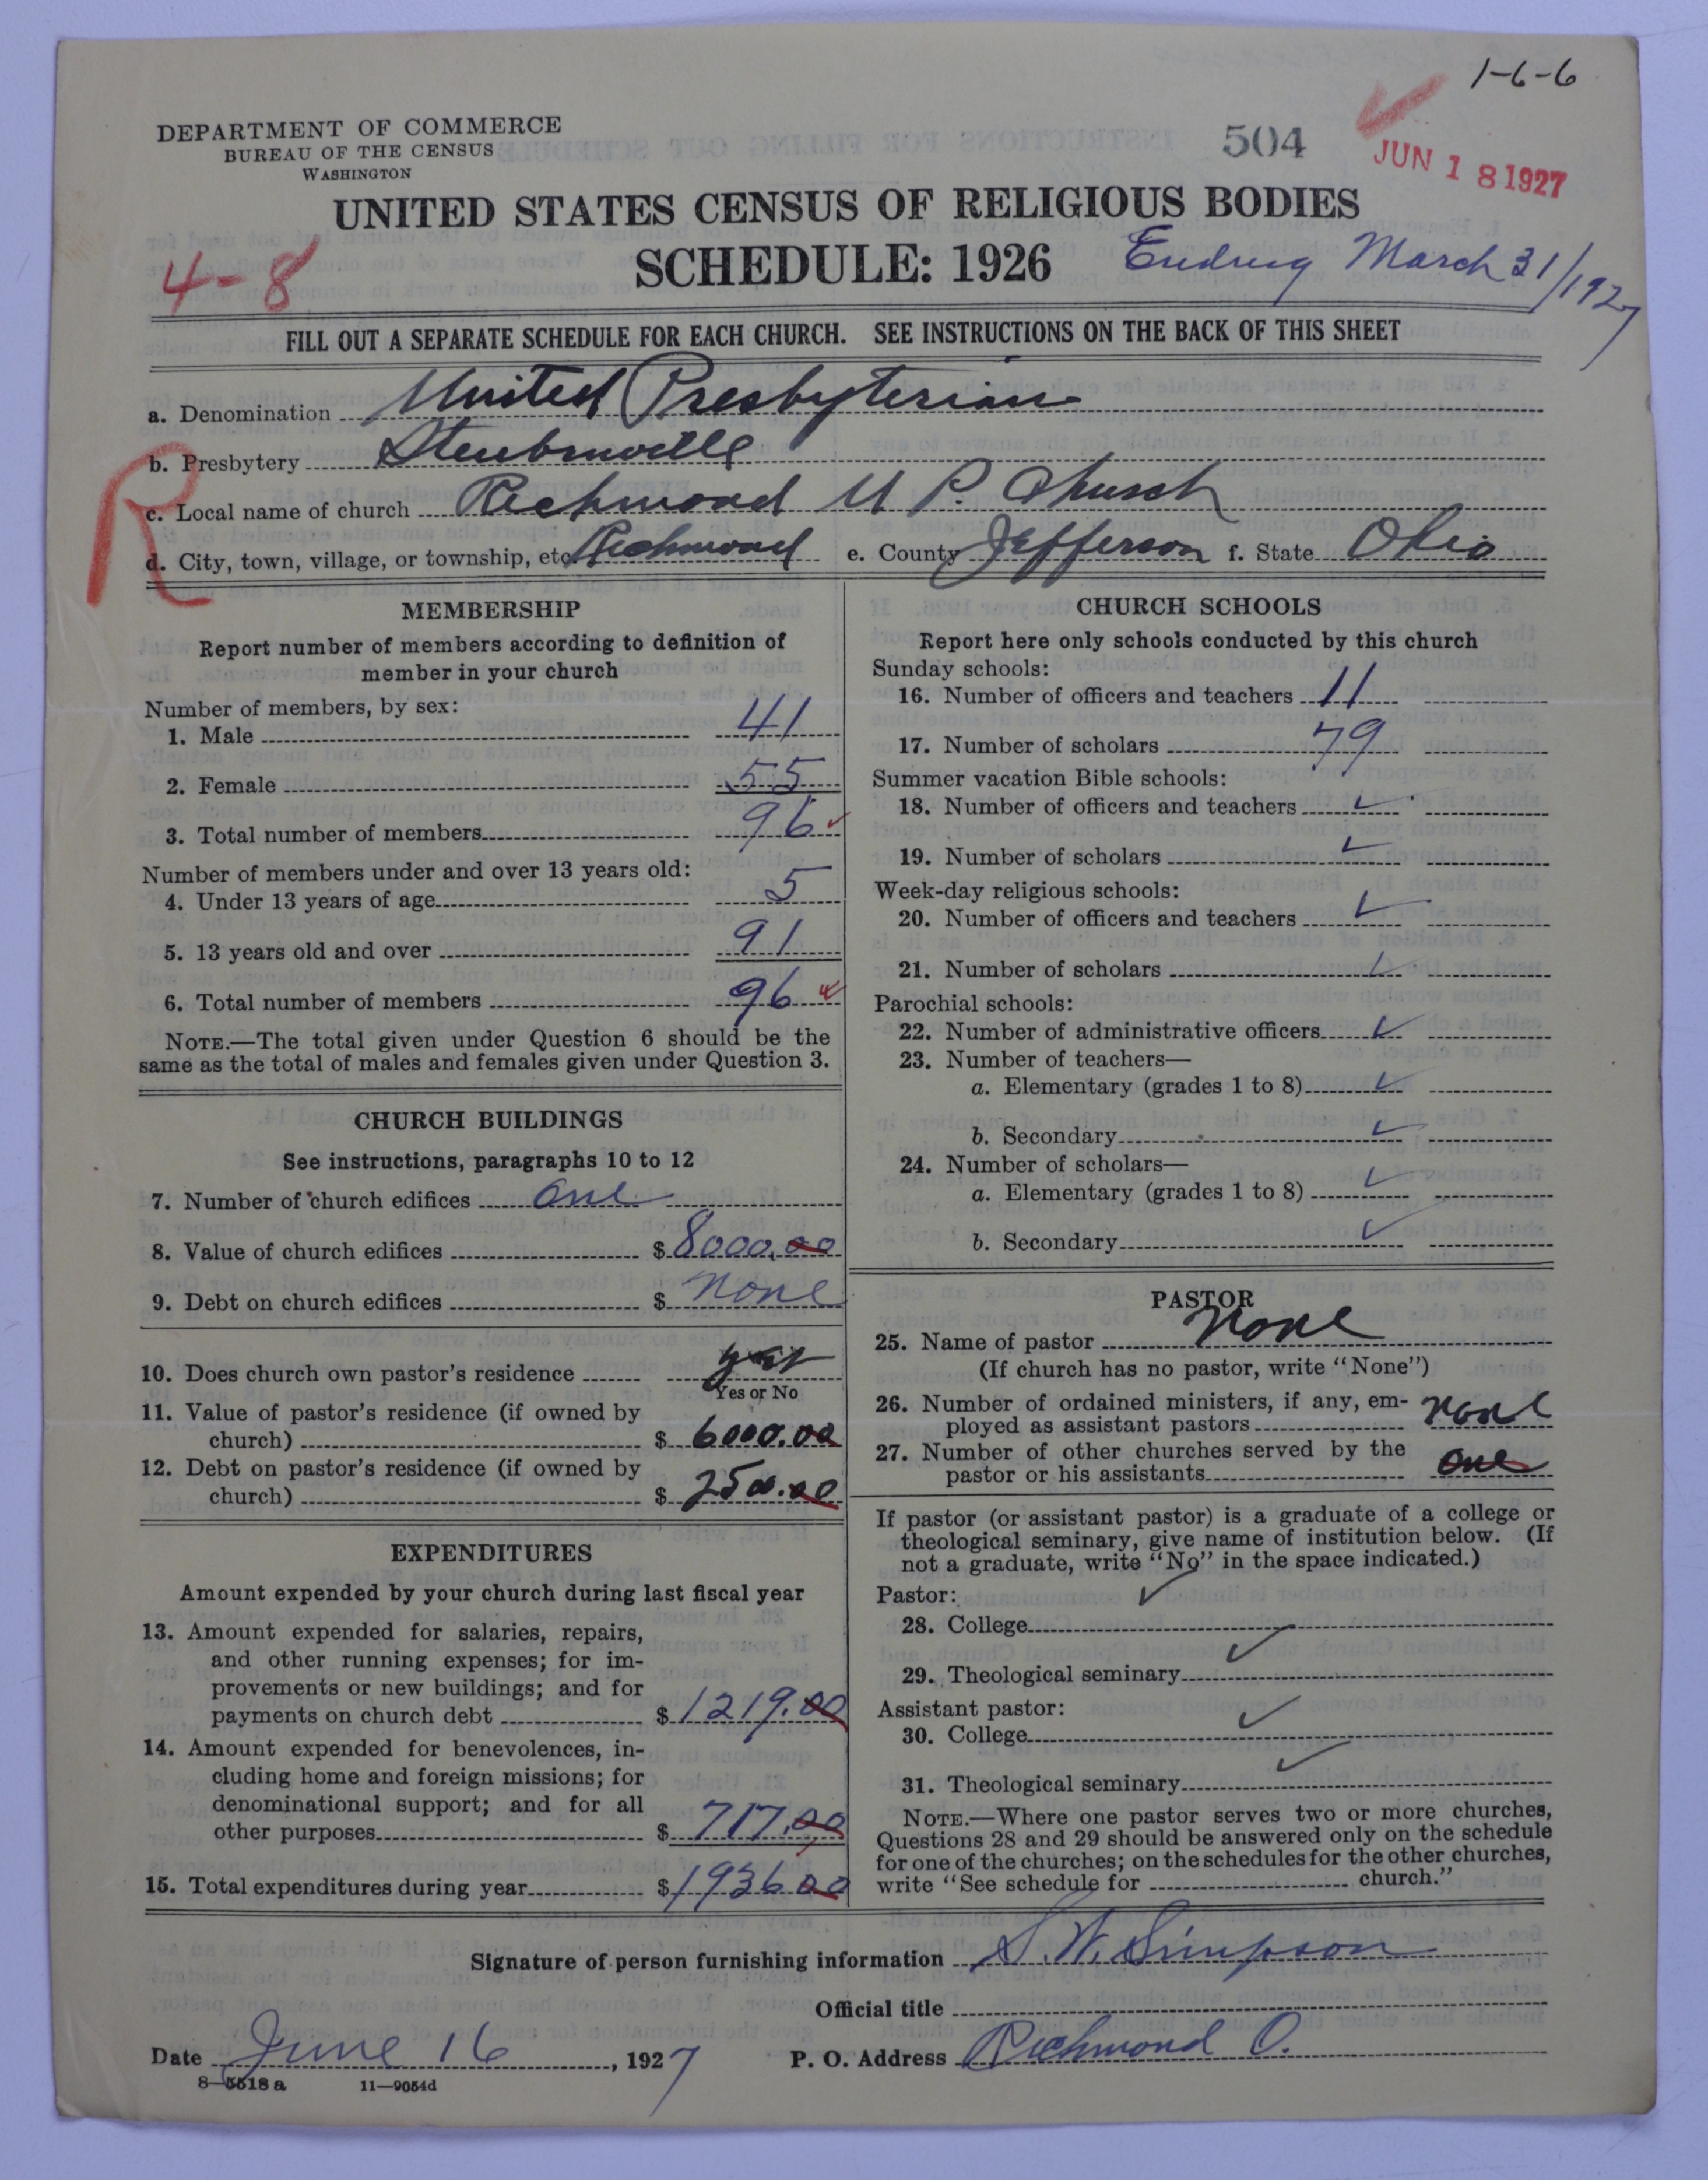 1-6-6
DEPARTMENT OF COMMERCE
BUREAU OF THE CENSUS
WASHINGTON
504
JUN 18 1927
UNITED STATES CENSUS OF RELIGIOUS BODIES
4-8
SCHEDULE: 1926 Ending March 31/1927
FILL OUT A SEPARATE SCHEDULE FOR EACH CHURCH. SEE INSTRUCTIONS ON THE BACK OF THIS SHEET
a. Denomination United Presbyterian
b. Presbytery Steubenville
R
c. Local name of church Richmond U P. Church
d. City, town, village, or township, etc. Richmond e. County Jefferson f. State Ohio
MEMBERSHIP
Report number of members according to definition of
member in your church
Number of members, by sex:
1. Male 41
2. Female 55
3. Total number of members 96
Number of members under and over 13 years old:
4. Under 13 years of age 5
5. 13 years old and over 91
6. Total number of members 96
NOTE.—The total given under Question 6 should be the
same as the total of males and females given under Question 3.
CHURCH BUILDINGS
See instructions, paragraphs 10 to 12
7. Number of church edifices one
8. Value of church edifices $ 8000.00
9. Debt on church edifices $ none
10. Does church own pastor's residence yes
Yes or No
11. Value of pastor's residence (if owned by
church) $ 6000.00
12. Debt on pastor's residence (if owned by
church) $ 2500.00
EXPENDITURES
Amount expended by your church during last fiscal year
13. Amount expended for salaries, repairs,
and other running expenses; for im-
provements or new buildings; and for
payments on church debt $ 1219.00
14. Amount expended for benevolences, in-
cluding home and foreign missions; for
denominational support; and for all
other purposes $ 717.00
15. Total expenditures during year $ 1936.00
CHURCH SCHOOLS
Report here only schools conducted by this church
Sunday schools:
16. Number of officers and teachers 11
17. Number of scholars 79
Summer vacation Bible schools:
18. Number of officers and teachers ✓
19. Number of scholars ✓
Week-day religious schools:
20. Number of officers and teachers ✓
21. Number of scholars ✓
Parochial schools:
22. Number of administrative officers ✓
23. Number of teachers—
a. Elementary (grades 1 to 8) ✓
b. Secondary ✓
24. Number of scholars—
a. Elementary (grades 1 to 8) ✓
b. Secondary ✓
PASTOR
25. Name of pastor None
(If church has no pastor, write "None")
26. Number of ordained ministers, if any, em-
ployed as assistant pastors none
27. Number of other churches served by the
pastor or his assistants one
If pastor (or assistant pastor) is a graduate of a college or
theological seminary, give name of institution below. (If
not a graduate, write "No" in the space indicated.)
Pastor:
28. College ✓
29. Theological seminary ✓
Assistant pastor:
30. College ✓
31. Theological seminary ✓
NOTE.—Where one pastor serves two or more churches,
Questions 28 and 29 should be answered only on the schedule
for one of the churches; on the schedules for the other churches,
write "See schedule for church."
Signature of person furnishing information S. W. Simpson
Official title
Date June 16, 1927 P. O. Address Richmond O.
8—5518 a 11—9054d